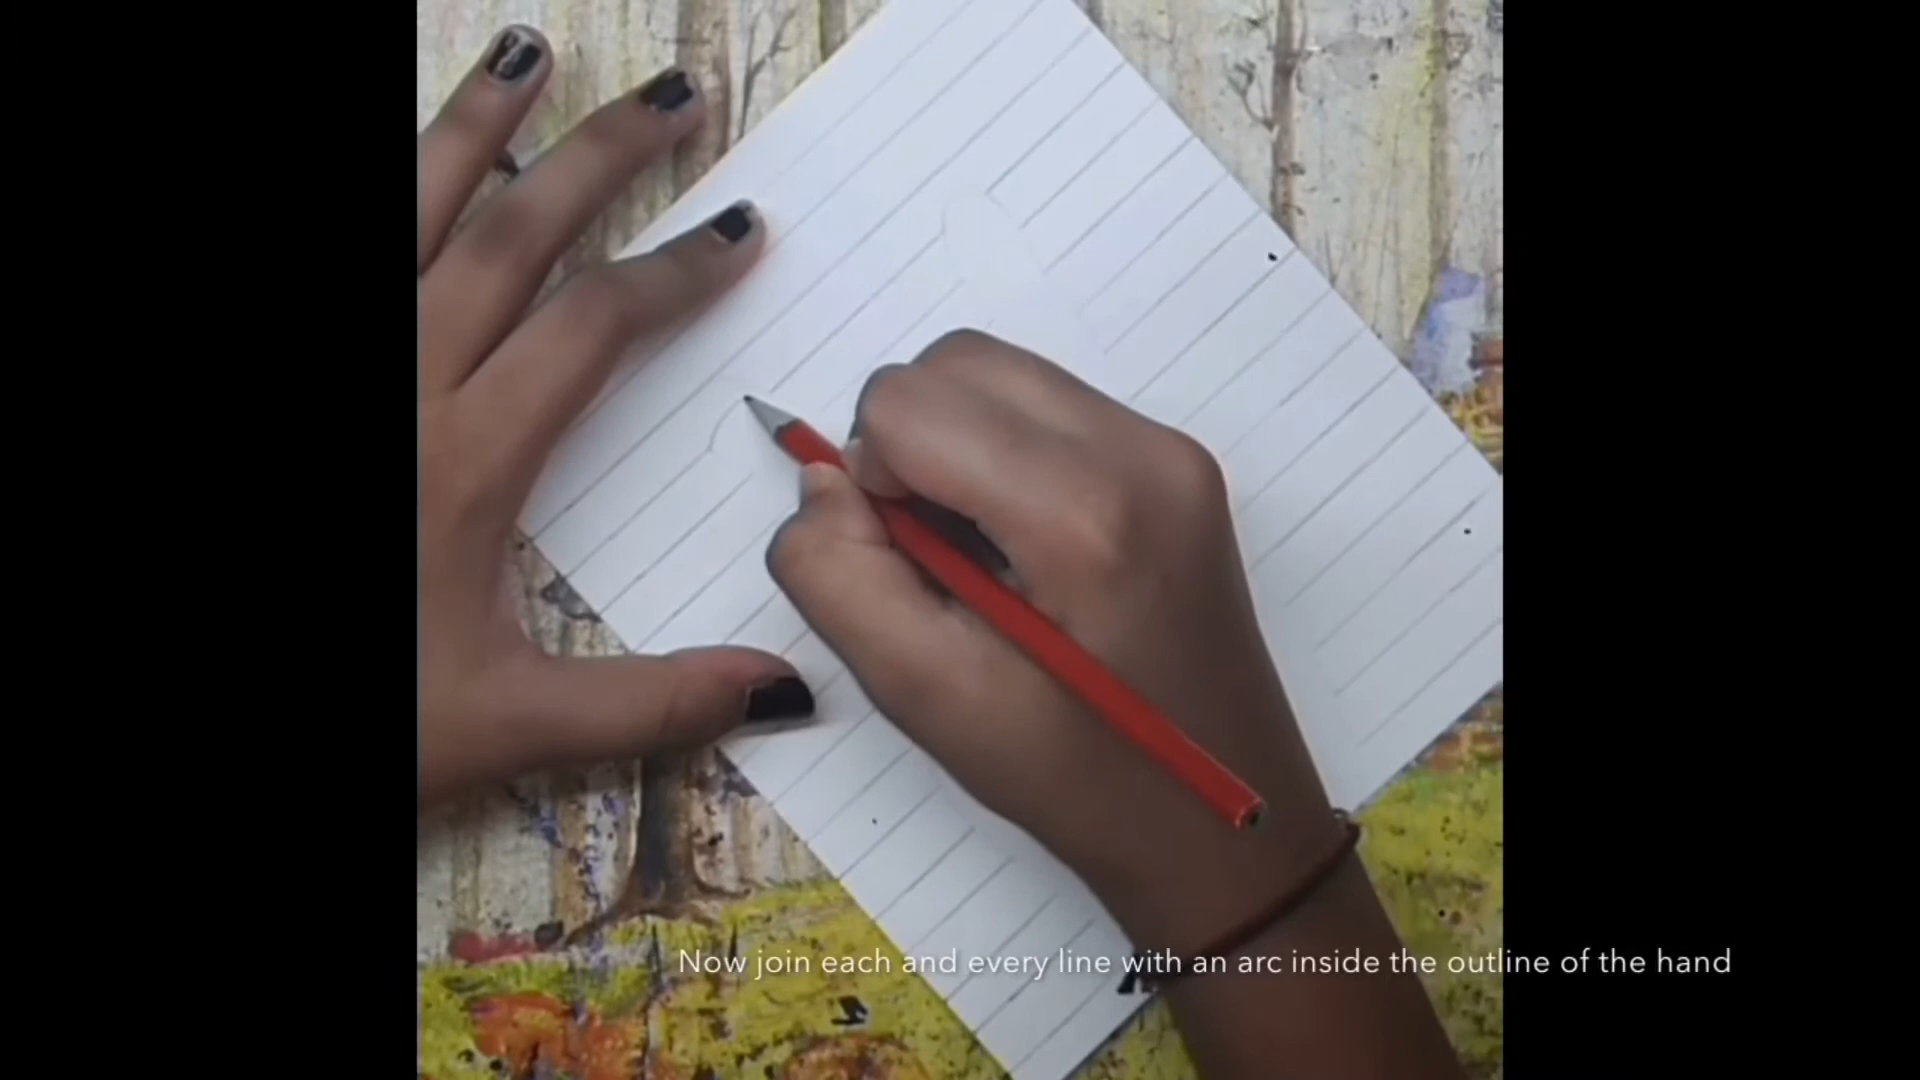 Now join each and every line with an arc inside the outline of the hand